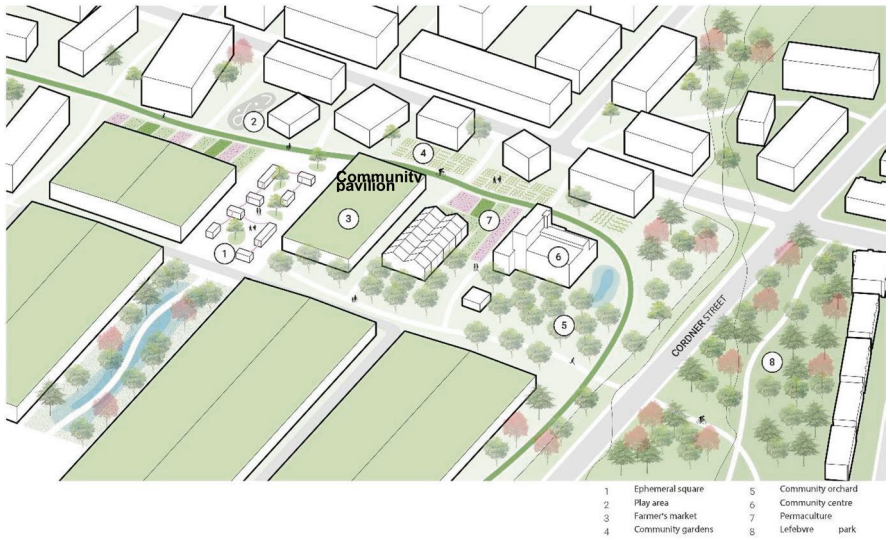 2
Community
pavilion
4
3
7
1
6
5
CORDNER STREET
8
1 Ephemeral square
2 Play area
3 Farmer's market
4 Community gardens
5 Community orchard
6 Community centre
7 Permaculture
8 Lefebvre park